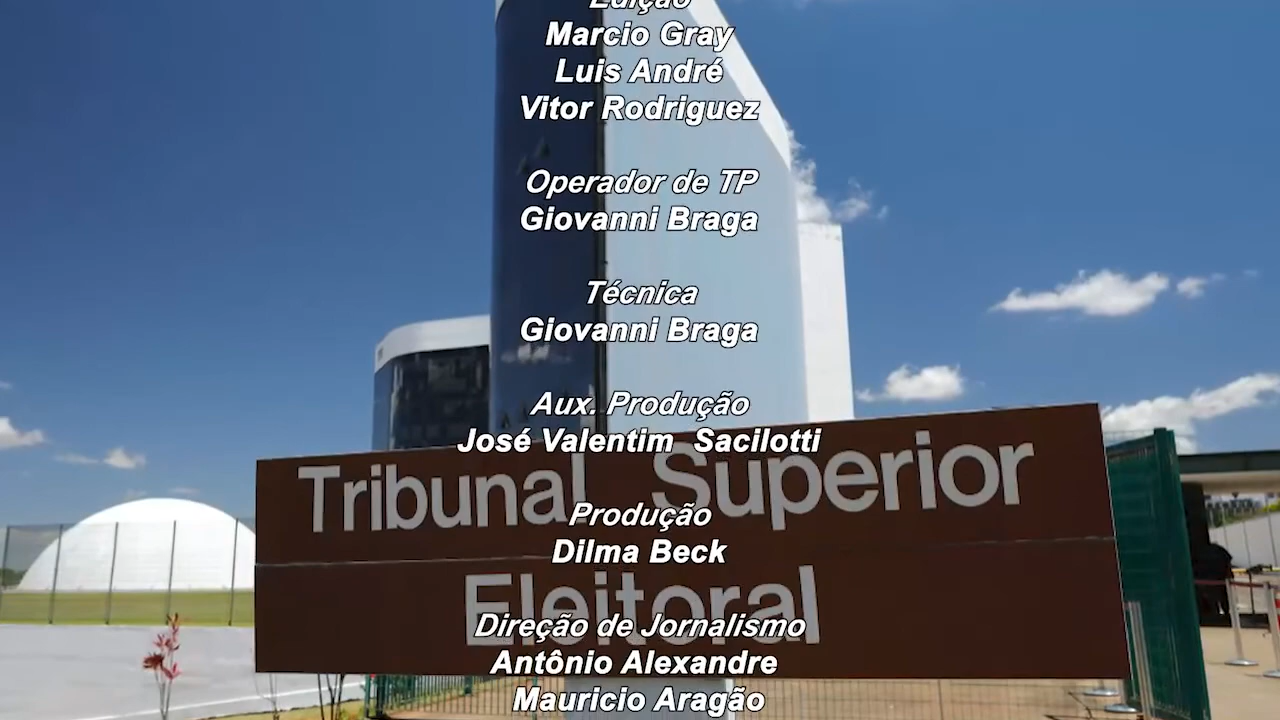 Edição
Marcio Gray
Luis André
Vitor Rodriguez
Operador de TP
Giovanni Braga
Técnica
Giovanni Braga
Aux. Produção
José Valentim Sacilotti
Tribunal Superior
Produção
Dilma Beck
Eleitoral
Direção de Jornalismo
Antônio Alexandre
Mauricio Aragão